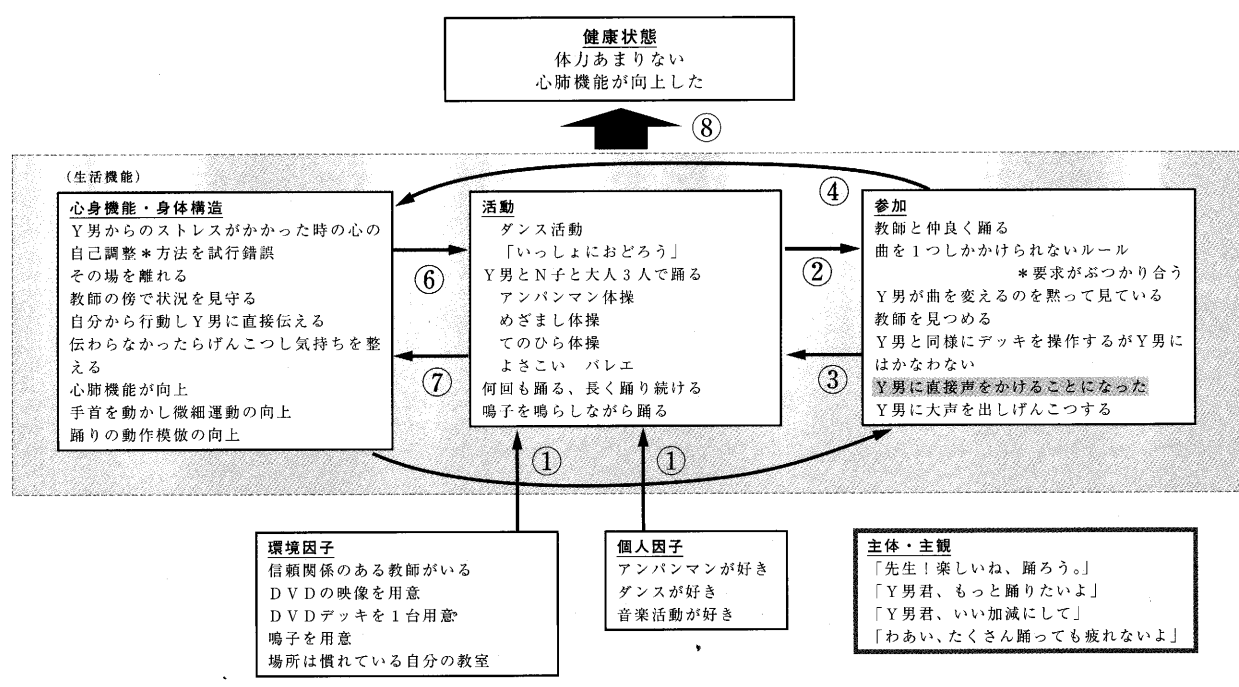 健康状態
体力あまりない
心肺機能が向上した
⑧
（生活機能）
④
心身機能・身体構造
Ｙ男からのストレスがかかった時の心の
自己調整＊方法を試行錯誤
その場を離れる
教師の傍で状況を見守る
自分から行動しＹ男に直接伝える
伝わらなかったらげんこつし気持ちを整
える
心肺機能が向上
手首を動かし微細運動の向上
踊りの動作模倣の向上
⑥
⑦
活動
ダンス活動
「いっしょにおどろう」
Ｙ男とＮ子と大人３人で踊る
アンパンマン体操
めざまし体操
てのひら体操
よさこい　バレエ
何回も踊る、長く踊り続ける
鳴子を鳴らしながら踊る
②
③
参加
教師と仲良く踊る
曲を１つしかかけられないルール
＊要求がぶつかり合う
Ｙ男が曲を変えるのを黙って見ている
教師を見つめる
Ｙ男と同様にデッキを操作するがＹ男に
はかなわない
Ｙ男に直接声をかけることになった
Ｙ男に大声を出しげんこつする
①
①
環境因子
信頼関係のある教師がいる
ＤＶＤの映像を用意
ＤＶＤデッキを１台用意
鳴子を用意
場所は慣れている自分の教室
個人因子
アンパンマンが好き
ダンスが好き
音楽活動が好き
主体・主観
「先生！楽しいね、踊ろう。」
「Ｙ男君、もっと踊りたいよ」
「Ｙ男君、いい加減にして」
「わあい、たくさん踊っても疲れないよ」